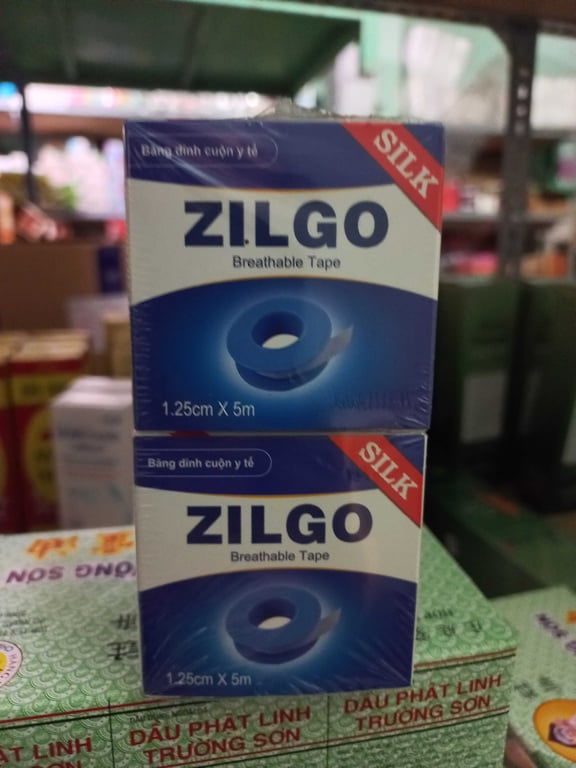 Băng dính cuộn y tế
SILK
ZILGO
Breathable Tape
1.25cm X 5m
Băng dính cuộn y tế
SILK
ZILGO
Breathable Tape
1.25cm X 5m
DẦU PHẬT LINH
TRƯỜNG SƠN
DẦU PHẬT LINH
TRƯỜNG SƠN